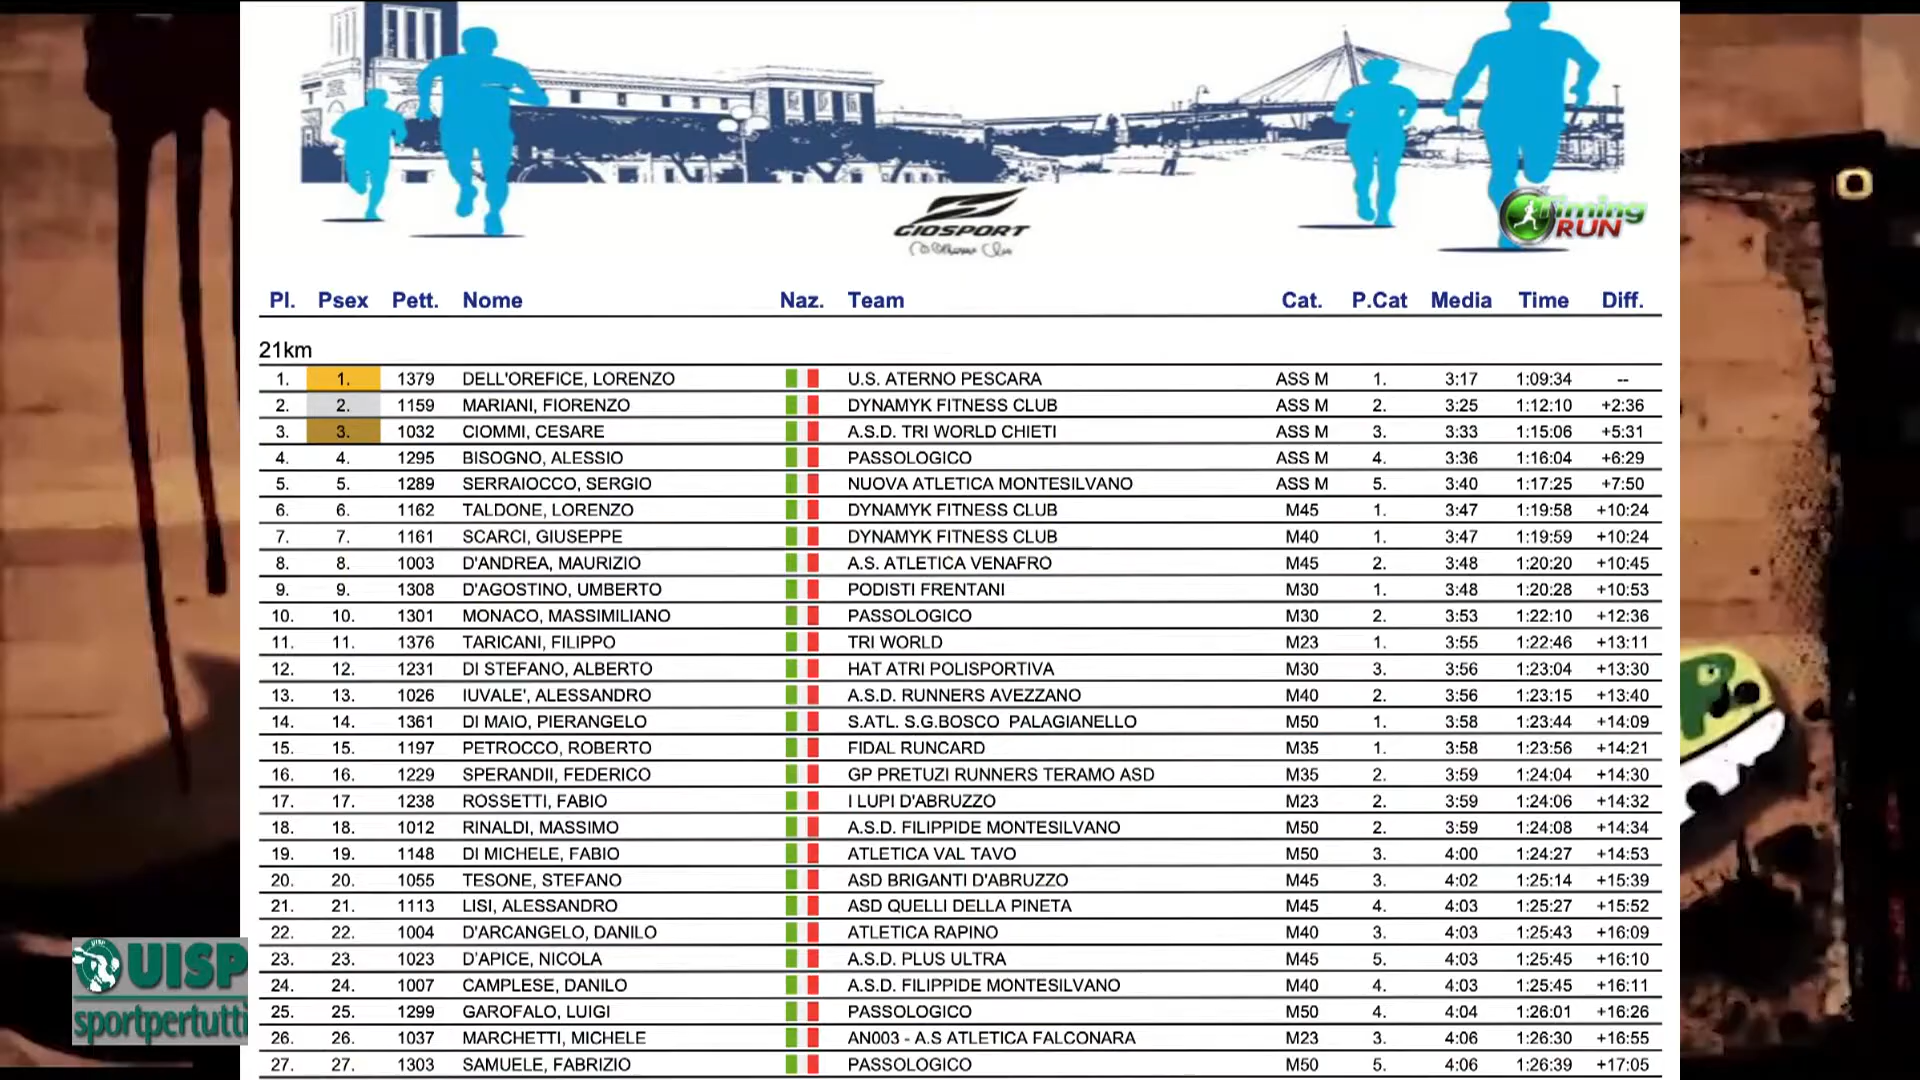 GIOSPORT
Timing
RUN
Pl. Psex Pett. Nome Naz. Team Cat. P.Cat Media Time Diff.
21km
1. 1. 1379 DELL'OREFICE, LORENZO U.S. ATERNO PESCARA ASS M 1. 3:17 1:09:34 --
2. 2. 1159 MARIANI, FIORENZO DYNAMYK FITNESS CLUB ASS M 2. 3:25 1:12:10 +2:36
3. 3. 1032 CIOMMI, CESARE A.S.D. TRI WORLD CHIETI ASS M 3. 3:33 1:15:06 +5:31
4. 4. 1295 BISOGNO, ALESSIO PASSOLOGICO ASS M 4. 3:36 1:16:04 +6:29
5. 5. 1289 SERRAIOCCO, SERGIO NUOVA ATLETICA MONTESILVANO ASS M 5. 3:40 1:17:25 +7:50
6. 6. 1162 TALDONE, LORENZO DYNAMYK FITNESS CLUB M45 1. 3:47 1:19:58 +10:24
7. 7. 1161 SCARCI, GIUSEPPE DYNAMYK FITNESS CLUB M40 1. 3:47 1:19:59 +10:24
8. 8. 1003 D'ANDREA, MAURIZIO A.S. ATLETICA VENAFRO M45 2. 3:48 1:20:20 +10:45
9. 9. 1308 D'AGOSTINO, UMBERTO PODISTI FRENTANI M30 1. 3:48 1:20:28 +10:53
10. 10. 1301 MONACO, MASSIMILIANO PASSOLOGICO M30 2. 3:53 1:22:10 +12:36
11. 11. 1376 TARICANI, FILIPPO TRI WORLD M23 1. 3:55 1:22:46 +13:11
12. 12. 1231 DI STEFANO, ALBERTO HAT ATRI POLISPORTIVA M30 3. 3:56 1:23:04 +13:30
13. 13. 1026 IUVALE', ALESSANDRO A.S.D. RUNNERS AVEZZANO M40 2. 3:56 1:23:15 +13:40
14. 14. 1361 DI MAIO, PIERANGELO S.ATL. S.G.BOSCO PALAGIANELLO M50 1. 3:58 1:23:44 +14:09
15. 15. 1197 PETROCCO, ROBERTO FIDAL RUNCARD M35 1. 3:58 1:23:56 +14:21
16. 16. 1229 SPERANDII, FEDERICO GP PRETUZI RUNNERS TERAMO ASD M35 2. 3:59 1:24:04 +14:30
17. 17. 1238 ROSSETTI, FABIO I LUPI D'ABRUZZO M23 2. 3:59 1:24:06 +14:32
18. 18. 1012 RINALDI, MASSIMO A.S.D. FILIPPIDE MONTESILVANO M50 2. 3:59 1:24:08 +14:34
19. 19. 1148 DI MICHELE, FABIO ATLETICA VAL TAVO M50 3. 4:00 1:24:27 +14:53
20. 20. 1055 TESONE, STEFANO ASD BRIGANTI D'ABRUZZO M45 3. 4:02 1:25:14 +15:39
21. 21. 1113 LISI, ALESSANDRO ASD QUELLI DELLA PINETA M45 4. 4:03 1:25:27 +15:52
22. 22. 1004 D'ARCANGELO, DANILO ATLETICA RAPINO M40 3. 4:03 1:25:43 +16:09
23. 23. 1023 D'APICE, NICOLA A.S.D. PLUS ULTRA M45 5. 4:03 1:25:45 +16:10
24. 24. 1007 CAMPLESE, DANILO A.S.D. FILIPPIDE MONTESILVANO M40 4. 4:03 1:25:45 +16:11
25. 25. 1299 GAROFALO, LUIGI PASSOLOGICO M50 4. 4:04 1:26:01 +16:26
26. 26. 1037 MARCHETTI, MICHELE AN003 - A.S ATLETICA FALCONARA M23 3. 4:06 1:26:30 +16:55
27. 27. 1303 SAMUELE, FABRIZIO PASSOLOGICO M50 5. 4:06 1:26:39 +17:05
UISP
sportpertutti